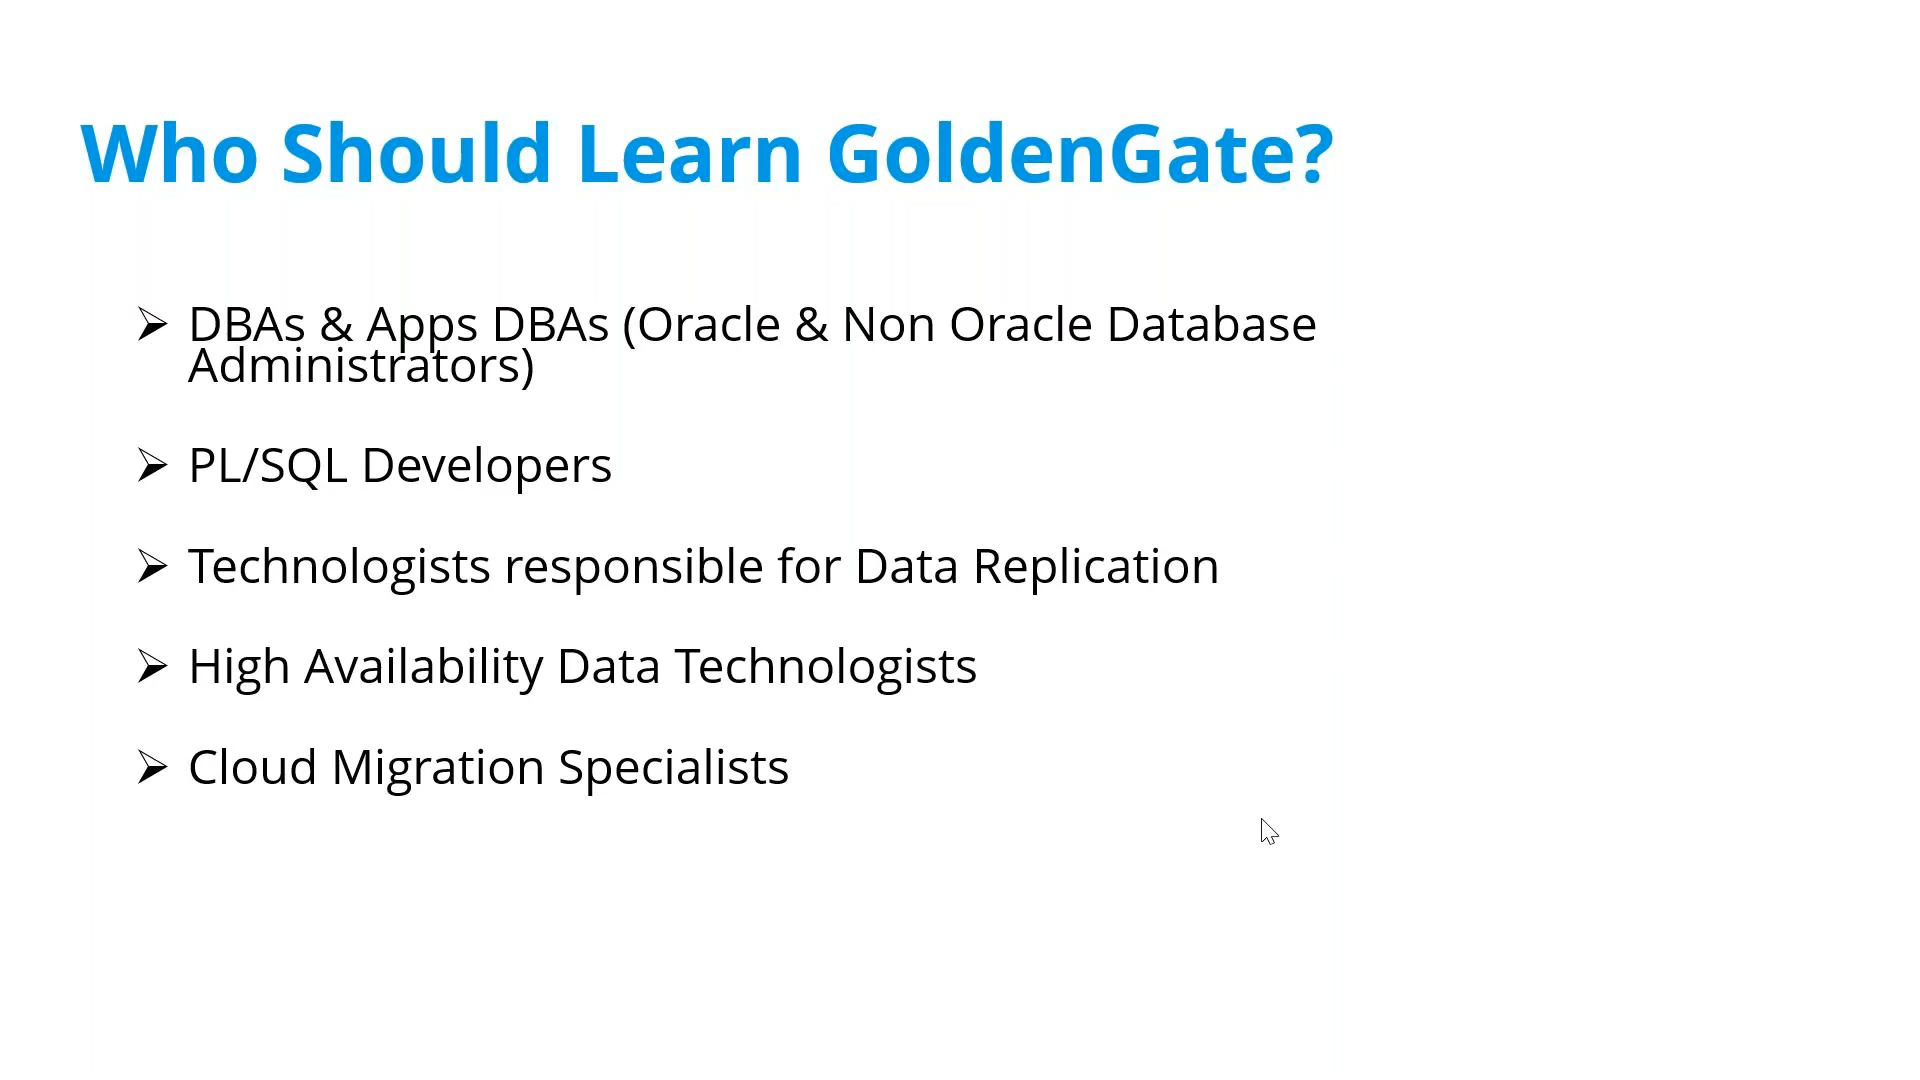 Who Should Learn GoldenGate?
➢ DBAs & Apps DBAs (Oracle & Non Oracle Database
Administrators)
➢ PL/SQL Developers
➢ Technologists responsible for Data Replication
➢ High Availability Data Technologists
➢ Cloud Migration Specialists